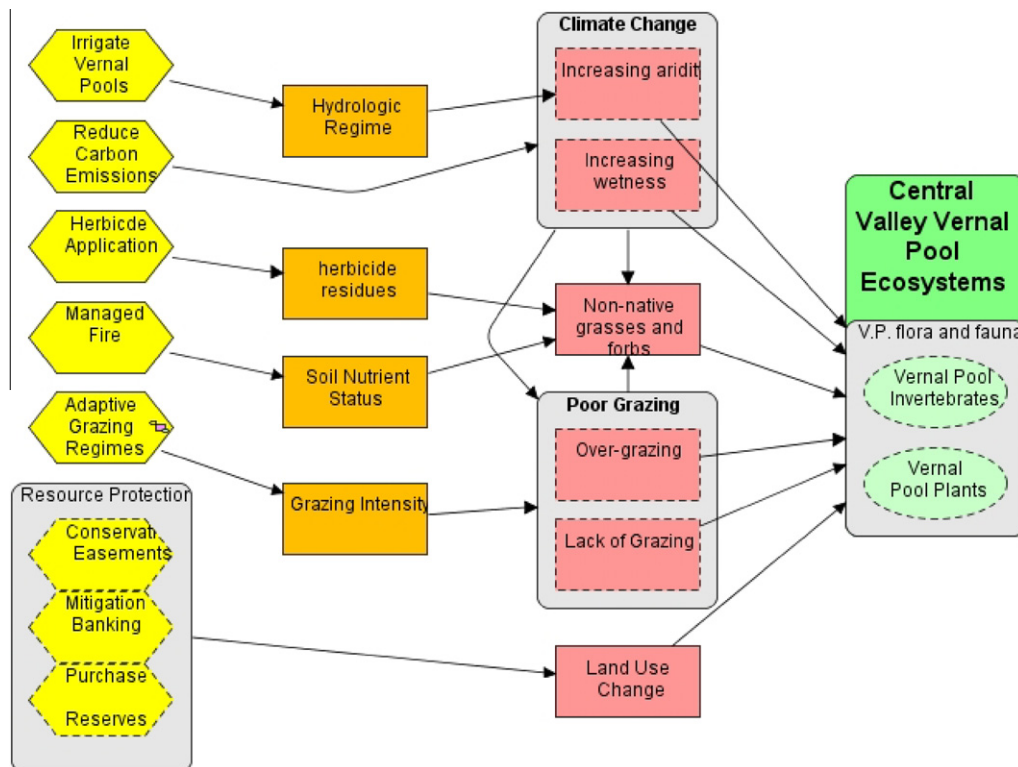 Irrigate
Vernal
Pools
Reduce
Carbon
Emissions
Herbicde
Application
Managed
Fire
Adaptive
Grazing
Regimes
Resource Protection
Conservati
Easements
Mitigation
Banking
Purchase
Reserves
Hydrologic
Regime
herbicide
residues
Soil Nutrient
Status
Grazing Intensity
Climate Change
Increasing aridit
Increasing
wetness
Non-native
grasses and
forbs
Poor Grazing
Over-grazing
Lack of Grazing
Land Use
Change
Central
Valley Vernal
Pool
Ecosystems
V.P. flora and fauna
Vernal Pool
Invertebrates
Vernal
Pool Plants